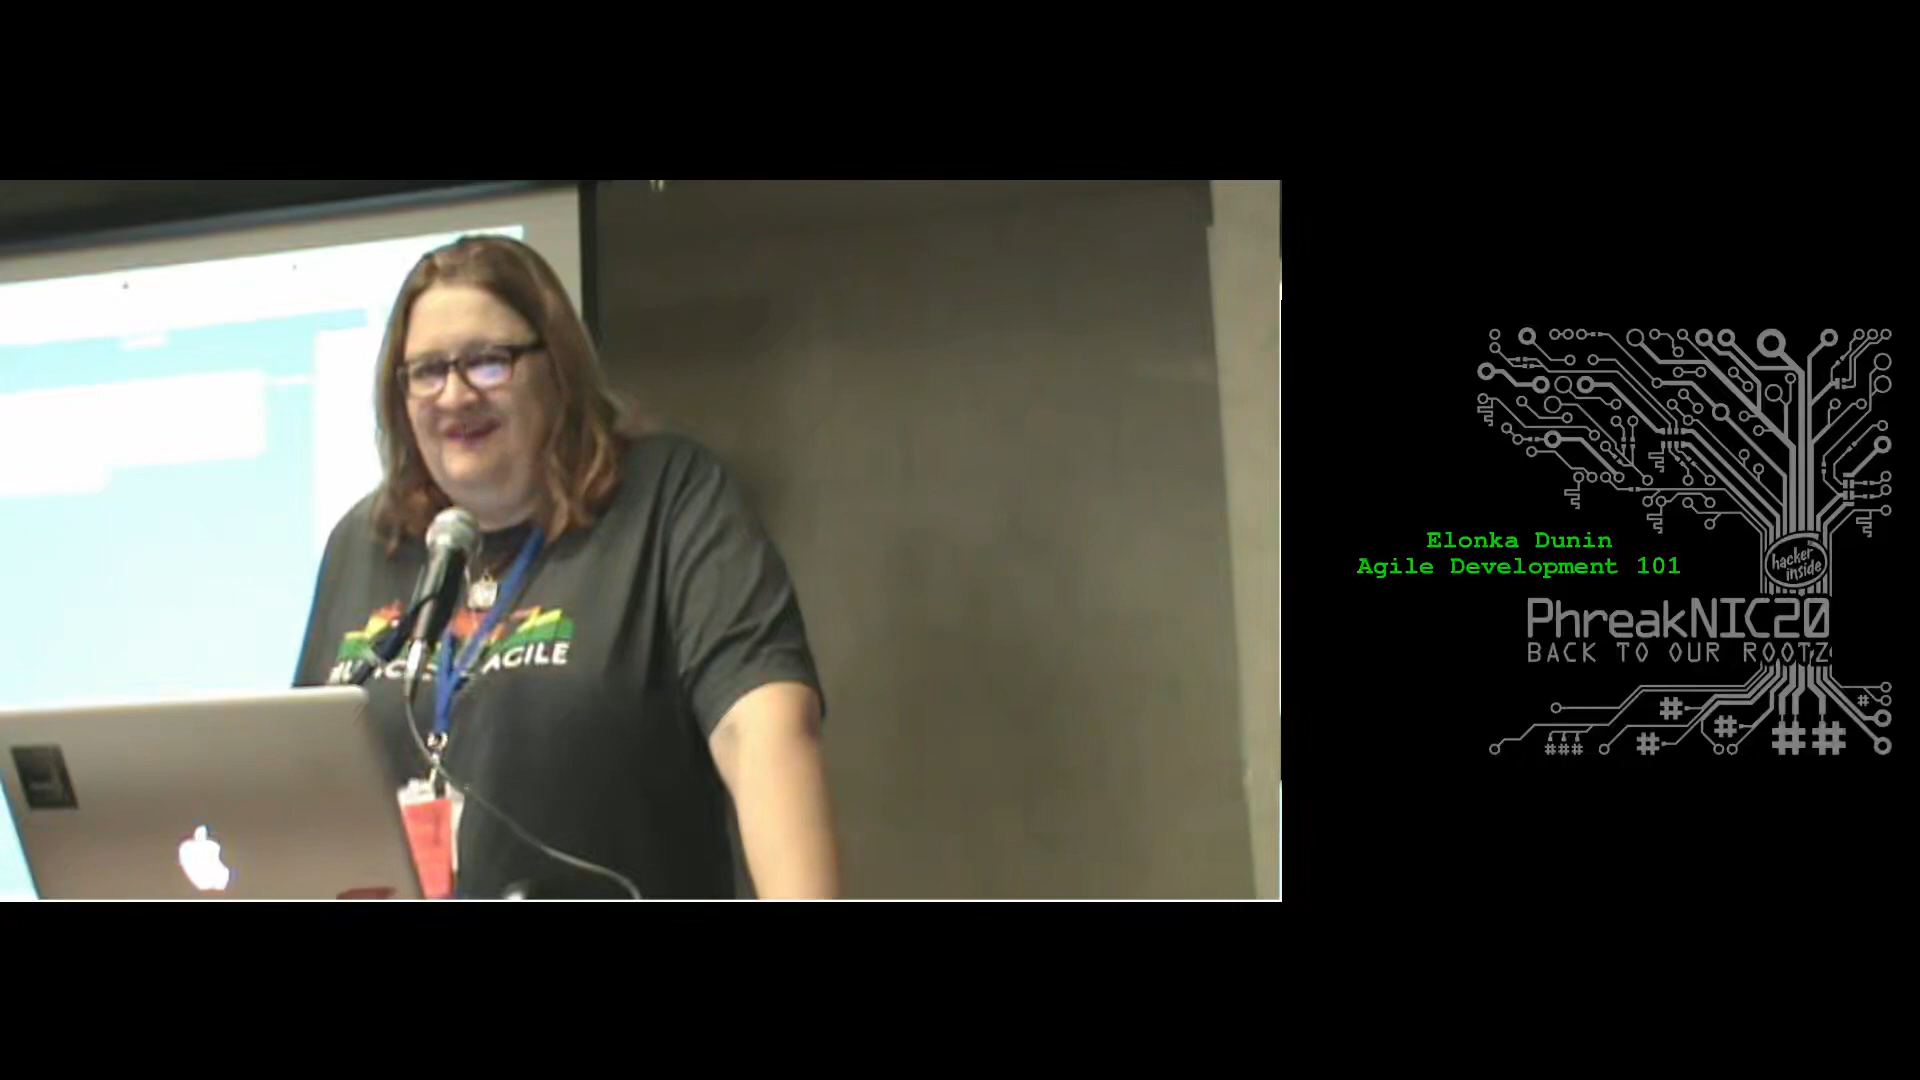 Elonka Dunin
Agile Development 101
hacker
inside
PhreakNIC20
BACK TO OUR ROOTZ
AGILE